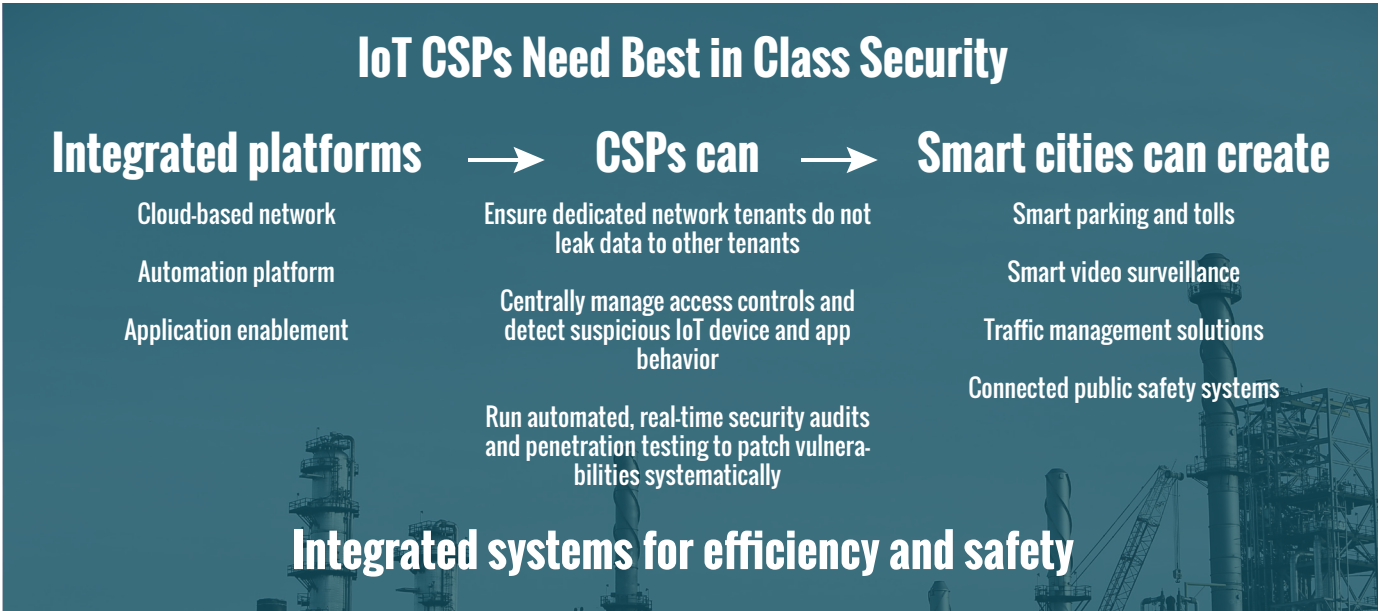 IoT CSPs Need Best in Class Security
Integrated platforms
Cloud-based network
Automation platform
Application enablement
CSPs can
Ensure dedicated network tenants do not
leak data to other tenants
Centrally manage access controls and
detect suspicious IoT device and app
behavior
Run automated, real-time security audits
and penetration testing to patch vulnera-
bilities systematically
Smart cities can create
Smart parking and tolls
Smart video surveillance
Traffic management solutions
Connected public safety systems
Integrated systems for efficiency and safety